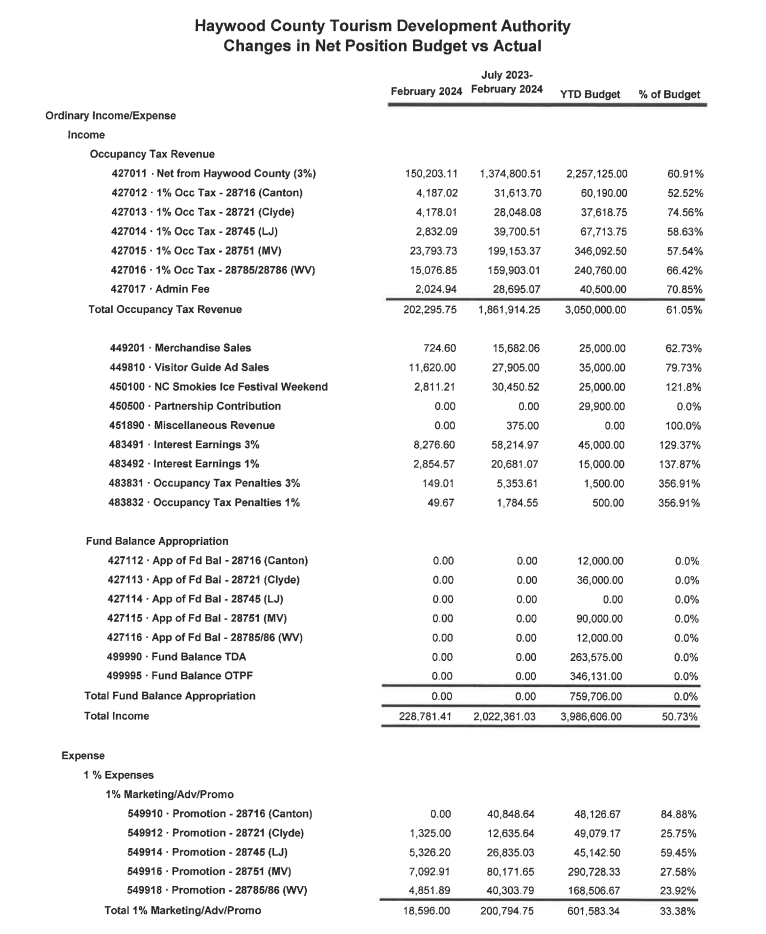 Haywood County Tourism Development Authority
Changes in Net Position Budget vs Actual
July 2023-
February 2024 February 2024 YTD Budget % of Budget
Ordinary Income/Expense
Income
Occupancy Tax Revenue
427011 · Net from Haywood County (3%) 150,203.11 1,374,800.51 2,257,125.00 60.91%
427012 · 1% Occ Tax - 28716 (Canton) 4,187.02 31,613.70 60,190.00 52.52%
427013 · 1% Occ Tax - 28721 (Clyde) 4,178.01 28,048.08 37,618.75 74.56%
427014 · 1% Occ Tax - 28745 (LJ) 2,832.09 39,700.51 67,713.75 58.63%
427015 · 1% Occ Tax - 28751 (MV) 23,793.73 199,153.37 346,092.50 57.54%
427016 · 1% Occ Tax - 28785/28786 (WV) 15,076.85 159,903.01 240,760.00 66.42%
427017 · Admin Fee 2,024.94 28,695.07 40,500.00 70.85%
Total Occupancy Tax Revenue 202,295.75 1,861,914.25 3,050,000.00 61.05%
449201 · Merchandise Sales 724.60 15,682.06 25,000.00 62.73%
449810 · Visitor Guide Ad Sales 11,620.00 27,905.00 35,000.00 79.73%
450100 · NC Smokies Ice Festival Weekend 2,811.21 30,450.52 25,000.00 121.8%
450500 · Partnership Contribution 0.00 0.00 29,900.00 0.0%
451890 · Miscellaneous Revenue 0.00 375.00 0.00 100.0%
483491 · Interest Earnings 3% 8,276.60 58,214.97 45,000.00 129.37%
483492 · Interest Earnings 1% 2,854.57 20,681.07 15,000.00 137.87%
483831 · Occupancy Tax Penalties 3% 149.01 5,353.61 1,500.00 356.91%
483832 · Occupancy Tax Penalties 1% 49.67 1,784.55 500.00 356.91%
Fund Balance Appropriation
427112 · App of Fd Bal - 28716 (Canton) 0.00 0.00 12,000.00 0.0%
427113 · App of Fd Bal - 28721 (Clyde) 0.00 0.00 36,000.00 0.0%
427114 · App of Fd Bal - 28745 (LJ) 0.00 0.00 0.00 0.0%
427115 · App of Fd Bal - 28751 (MV) 0.00 0.00 90,000.00 0.0%
427116 · App of Fd Bal - 28785/86 (WV) 0.00 0.00 12,000.00 0.0%
499990 · Fund Balance TDA 0.00 0.00 263,575.00 0.0%
499995 · Fund Balance OTPF 0.00 0.00 346,131.00 0.0%
Total Fund Balance Appropriation 0.00 0.00 759,706.00 0.0%
Total Income 228,781.41 2,022,361.03 3,986,606.00 50.73%
Expense
1 % Expenses
1% Marketing/Adv/Promo
549910 · Promotion - 28716 (Canton) 0.00 40,848.64 48,126.67 84.88%
549912 · Promotion - 28721 (Clyde) 1,325.00 12,635.64 49,079.17 25.75%
549914 · Promotion - 28745 (LJ) 5,326.20 26,835.03 45,142.50 59.45%
549916 · Promotion - 28751 (MV) 7,092.91 80,171.65 290,728.33 27.58%
549918 · Promotion - 28785/86 (WV) 4,851.89 40,303.79 168,506.67 23.92%
Total 1% Marketing/Adv/Promo 18,596.00 200,794.75 601,583.34 33.38%